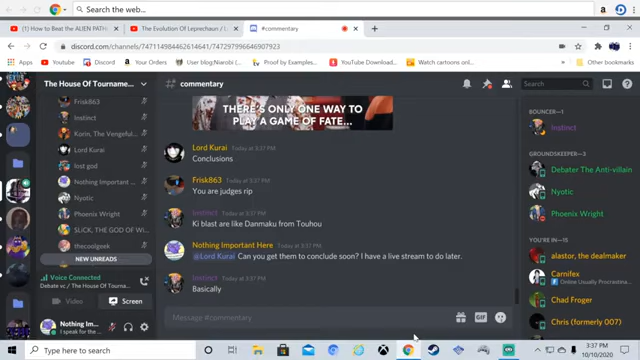 Search the web...
(1) How to Beat the ALIEN PATH
The Evolution Of Leprechaun /
#commentary
discord.com/channels/747114984462614641/747297996646907923
Amazon
Discord
Your Orders
User blog:Nierobi
Proof by Examples...
YouTube Downloa...
Watch cartoons onl...
The House Of Tourname...
commentary
Search
Frisk863
Instinct
Korin, The Vengeful
Lord Kurai
lost god
Nothing Important ...
Nyotic
Phoenix Wright
SLICK, THE GOD OF WI
thecoolgeek
NEW UNREADS
Voice Connected
Debate vc / The House Of Tourna...
Video
Screen
Nothing Im...
I speak for the
THERE'S ONLY ONE WAY TO
PLAY A GAME OF FATE...
Lord Kurai Today at 3:37 PM
Conclusions
Frisk863 Today at 3:37 PM
You are judges rip
Instinct Today at 3:37 PM
Ki blast are like Danmaku from Touhou
Nothing Important Here Today at 3:37 PM
@Lord Kurai Can you get them to conclude soon? I have a live stream to do later.
Instinct Today at 3:37 PM
Basically
Message #commentary
GIF
BOUNCER—1
Instinct
GROUNDSKEEPER—3
Debater The Anti-villain
Nyotic
Phoenix Wright
YOU'RE IN—15
alastor, the dealmaker
Carnifex
Online Usually Procrastina
Chad Froger
Chris (formerly 007)
Type here to search
3:37 PM
10/10/2020